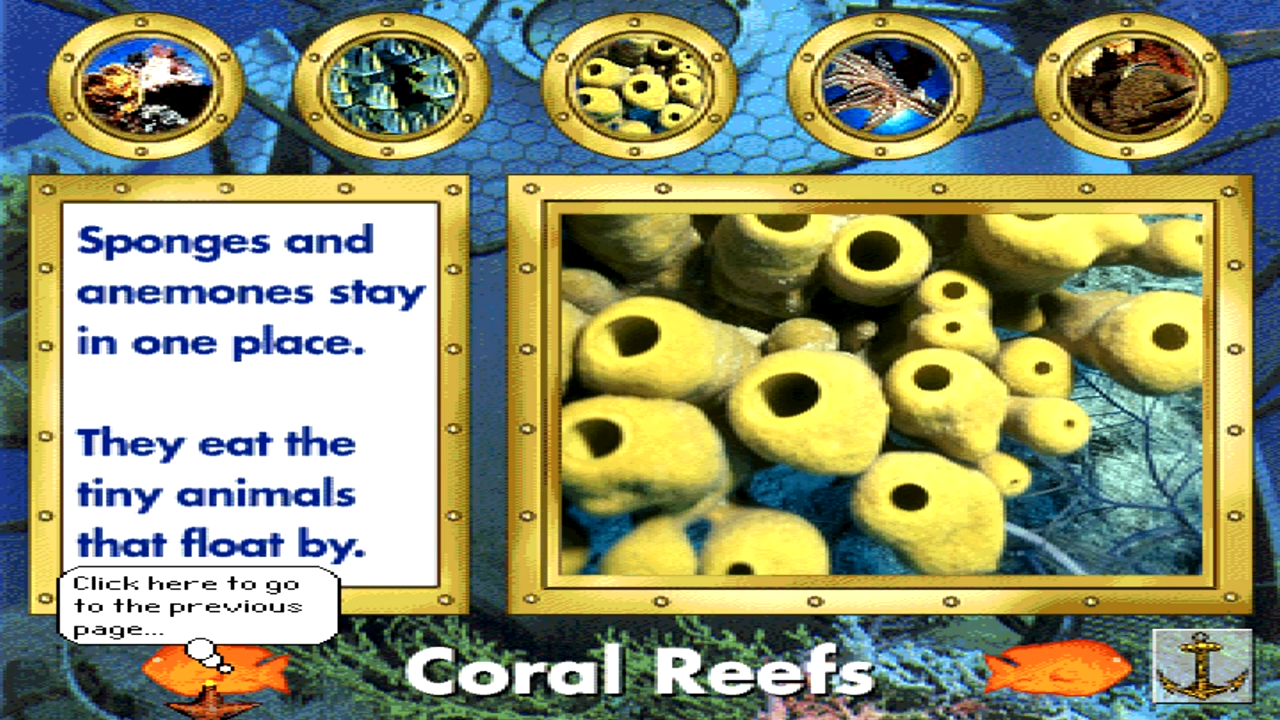 Sponges and
anemones stay
in one place.
They eat the
tiny animals
that float by.
Click here to go
to the previous
page...
Coral Reefs